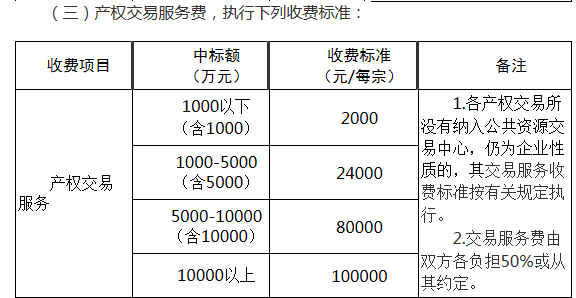 （三）产权交易服务费，执行下列收费标准：
收费项目
中标额
（万元）
收费标准
（元/每宗）
备注
产权交易
服务
1000以下
（含1000）
2000
1000-5000
（含5000）
24000
5000-10000
（含10000）
80000
10000以上
100000
1.各产权交易所
没有纳入公共资源交
易中心，仍为企业性
质的，其交易服务收
费标准按有关规定执
行。
2.交易服务费由
双方各负担50%或从
其约定。